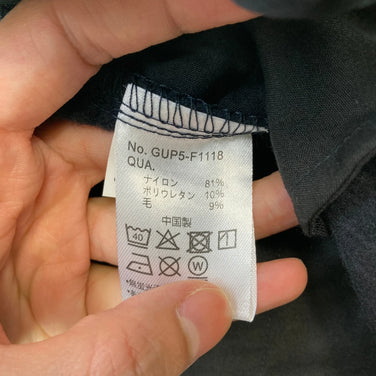 No. GUP5-F1118
QUA.
ナイロン 81%
ポリウレタン 10%
毛 9%
中国製
40
W